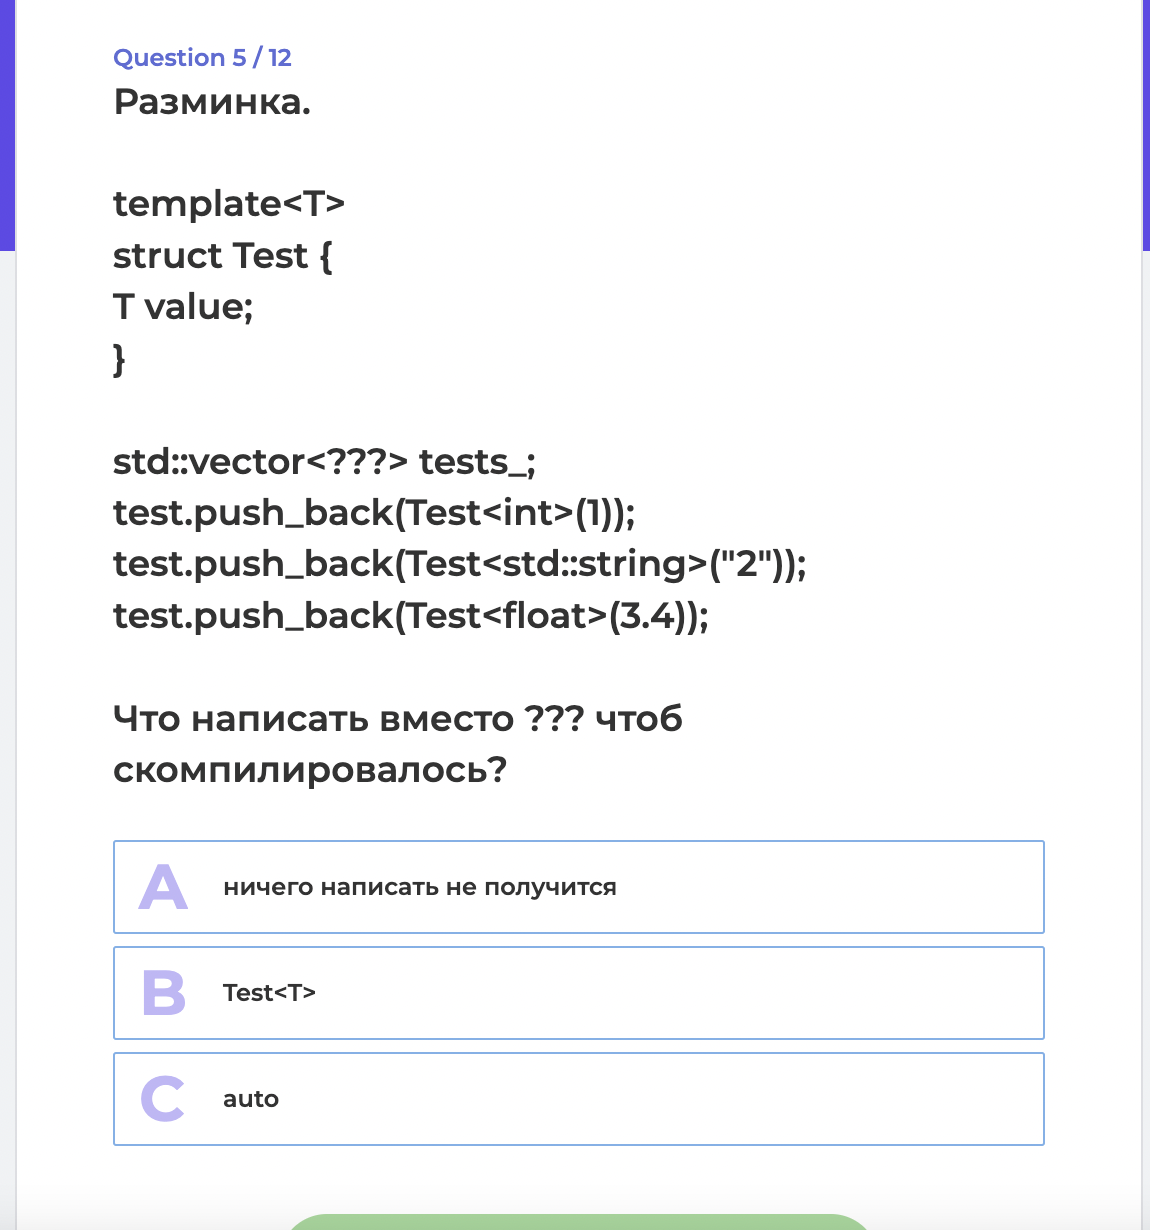 Question 5 / 12
Разминка.
template<T>
struct Test {
T value;
}
std::vector<???> tests_;
test.push_back(Test<int>(1));
test.push_back(Test<std::string>("2"));
test.push_back(Test<float>(3.4));
Что написать вместо ??? чтоб
скомпилировалось?
A ничего написать не получится
B Test<T>
C auto